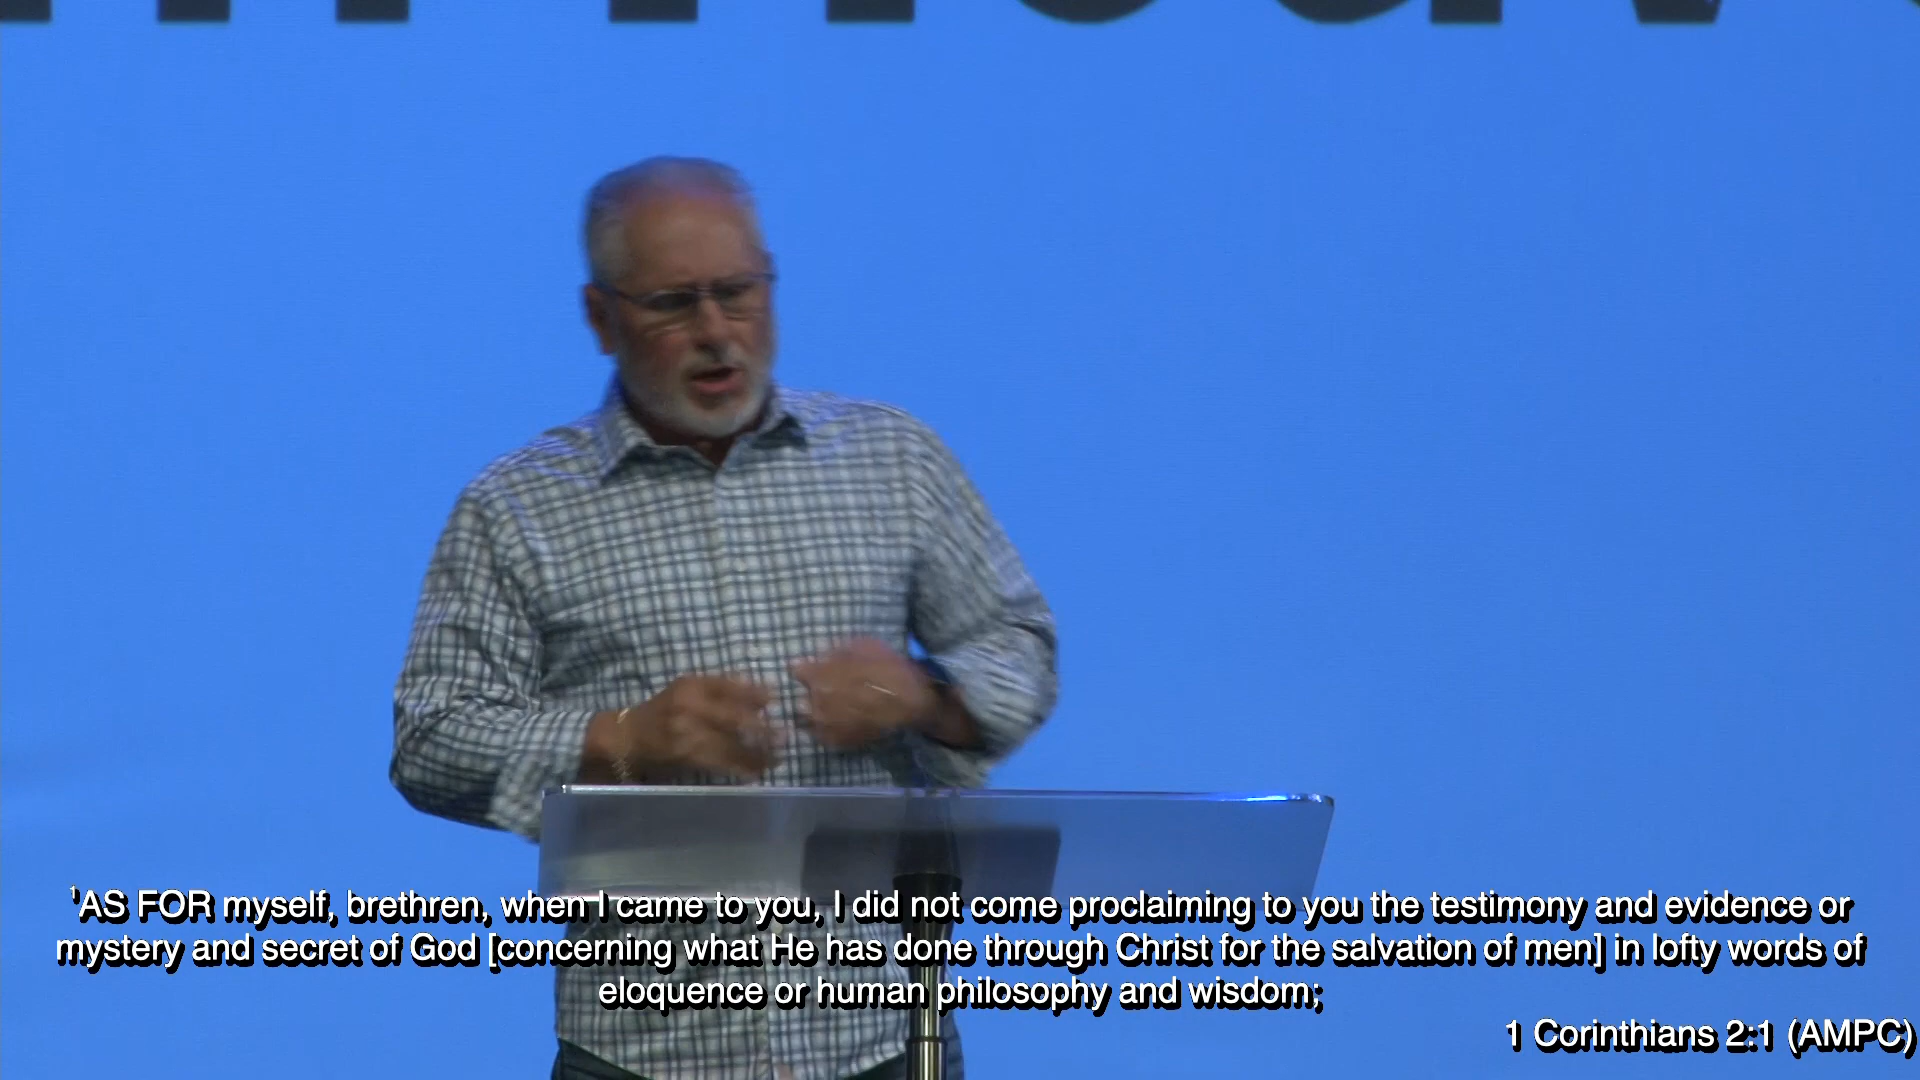 ¹AS FOR myself, brethren, when I came to you, I did not come proclaiming to you the testimony and evidence or
mystery and secret of God [concerning what He has done through Christ for the salvation of men] in lofty words of
eloquence or human philosophy and wisdom;
1 Corinthians 2:1 (AMPC)